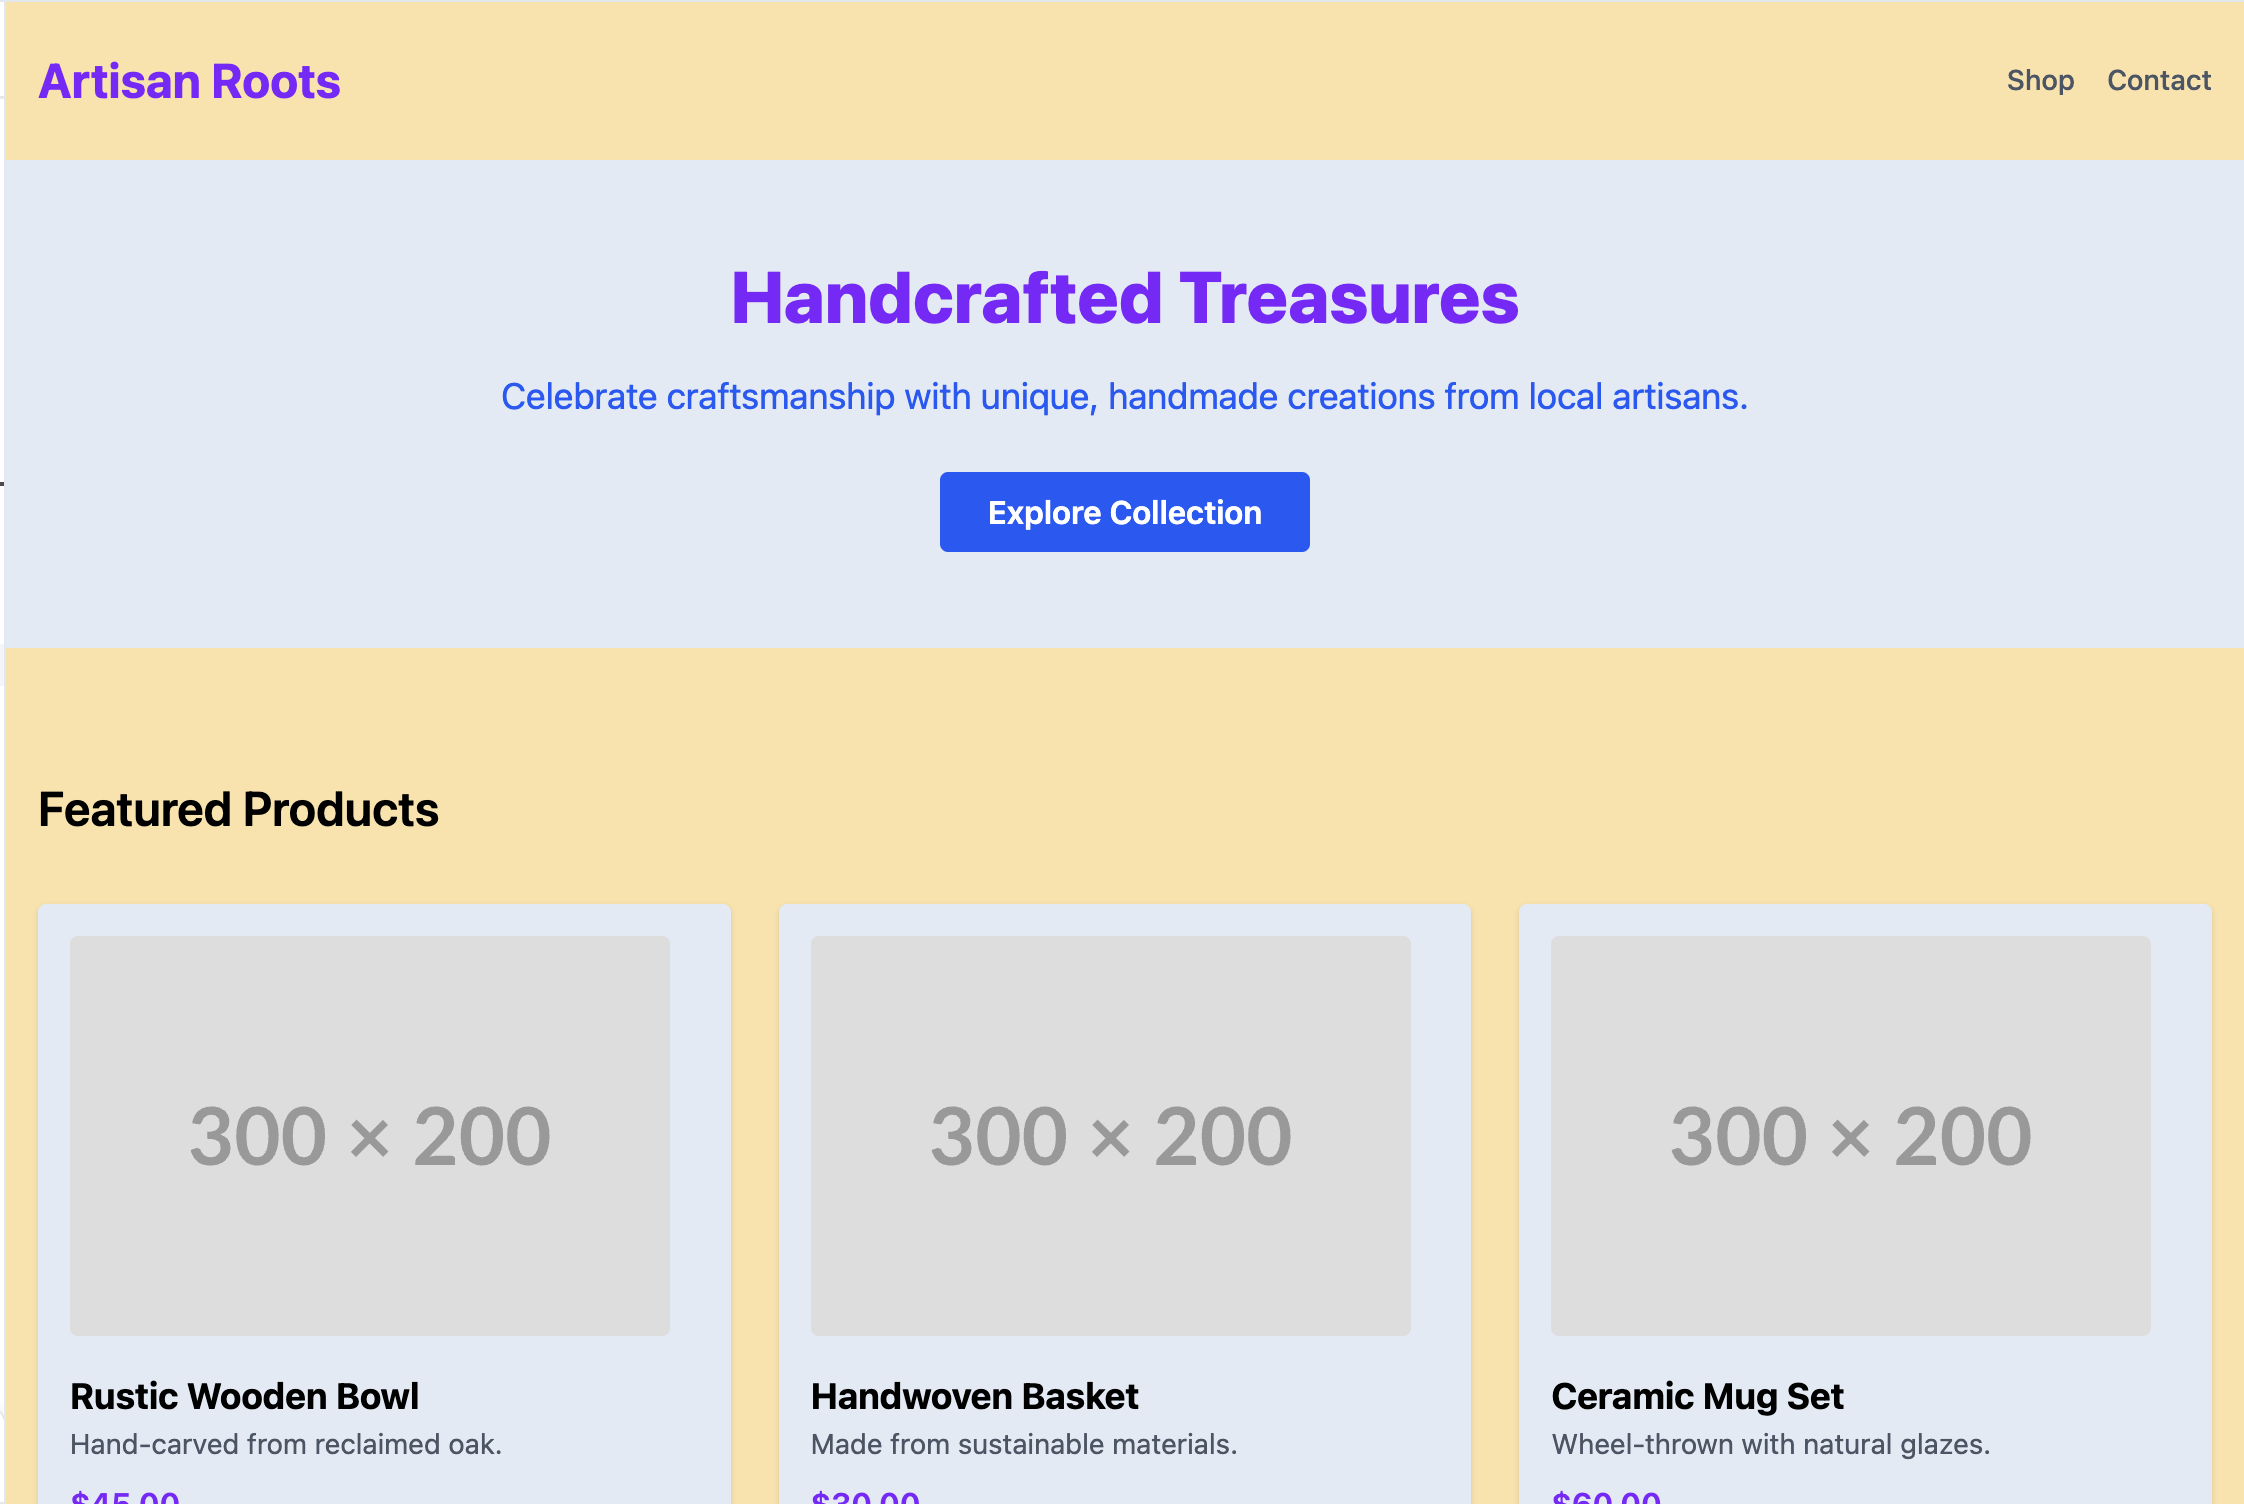 Artisan Roots
Shop Contact
Handcrafted Treasures
Celebrate craftsmanship with unique, handmade creations from local artisans.
Explore Collection
Featured Products
300 × 200
300 × 200
300 × 200
Rustic Wooden Bowl
Hand-carved from reclaimed oak.
$45.00
Handwoven Basket
Made from sustainable materials.
$30.00
Ceramic Mug Set
Wheel-thrown with natural glazes.
$60.00